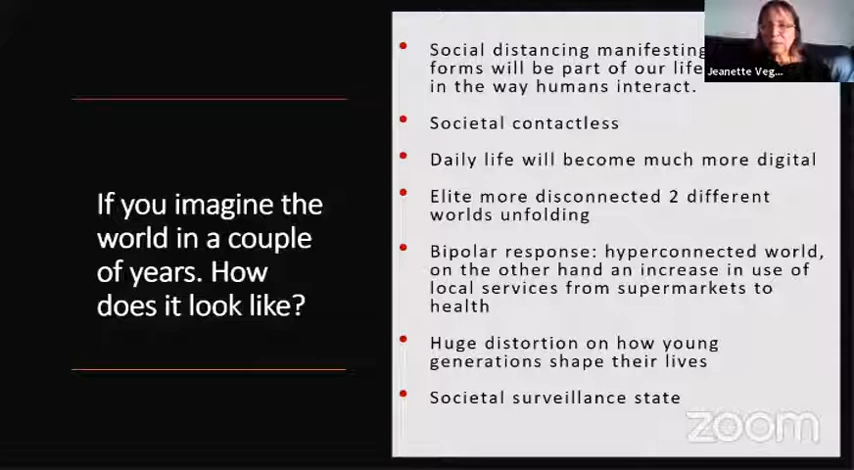 If you imagine the
world in a couple
of years. How
does it look like?
Social distancing manifesting
forms will be part of our life
in the way humans interact.
Societal contactless
Daily life will become much more digital
Elite more disconnected 2 different
worlds unfolding
Bipolar response: hyperconnected world,
on the other hand an increase in use of
local services from supermarkets to
health
Huge distortion on how young
generations shape their lives
Societal surveillance state
Jeanette Veg...
zoom